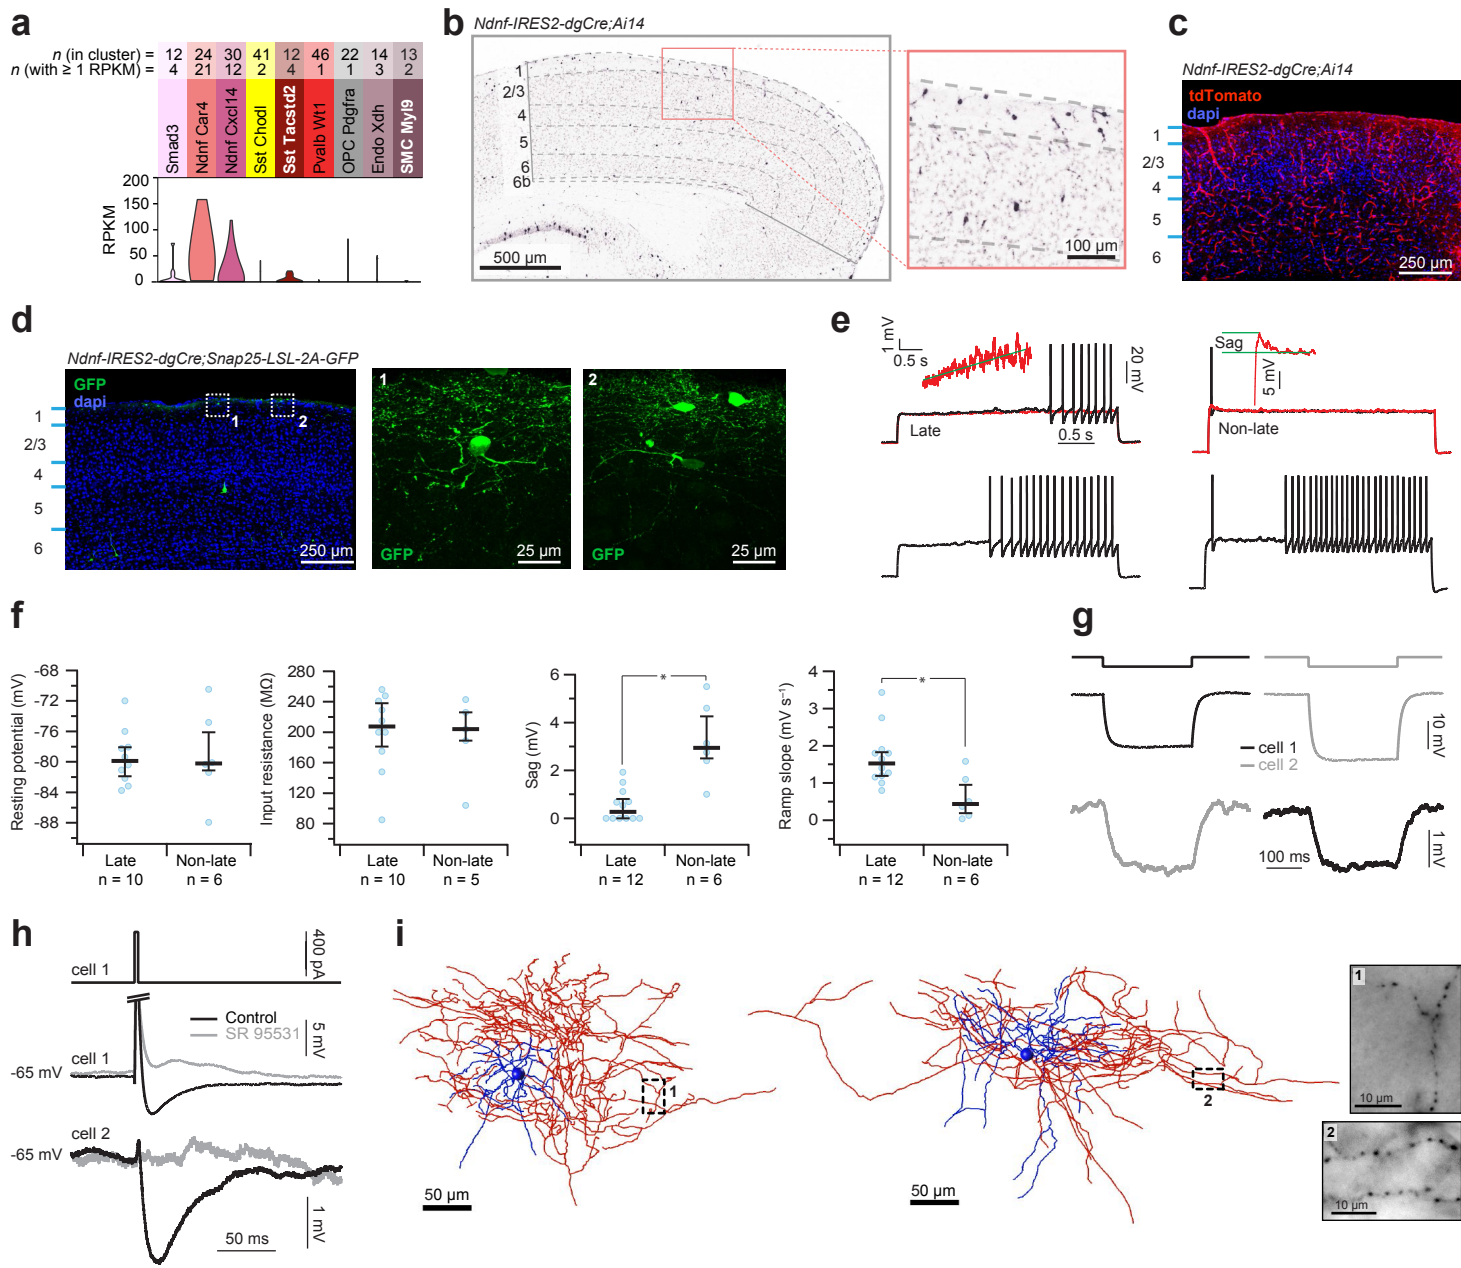 a
n (in cluster) = 12 24 30 41 12 46 22 14 13
n (with ≥ 1 RPKM) = 4 21 12 2 4 1 1 3 2
Smad3
Ndnf Car4
Ndnf Cxcl14
Sst Chodl
Sst Tacstd2
Pvalb Wt1
OPC Pdgfra
Endo Xdh
SMC Myl9
RPKM
200
150
100
50
0
b
Ndnf-IRES2-dgCre;Ai14
1
2/3
4
5
6
6b
500 µm
100 µm
c
Ndnf-IRES2-dgCre;Ai14
tdTomato
dapi
1
2/3
4
5
6
250 µm
d
Ndnf-IRES2-dgCre;Snap25-LSL-2A-GFP
GFP
dapi
1
2/3
4
5
6
1
2
250 µm
1
GFP
25 µm
2
GFP
25 µm
e
1 mV
0.5 s
20 mV
Late
0.5 s
Sag
5 mV
Non-late
f
Resting potential (mV)
-68
-72
-76
-80
-84
-88
Late
n = 10
Non-late
n = 6
Input resistance (MΩ)
280
240
200
160
120
80
Late
n = 10
Non-late
n = 5
Sag (mV)
6
4
2
0
*
Late
n = 12
Non-late
n = 6
Ramp slope (mV s⁻¹)
4
3
2
1
0
*
Late
n = 12
Non-late
n = 6
g
cell 1
cell 2
10 mV
100 ms
1 mV
h
cell 1
400 pA
Control
SR 95531
5 mV
cell 1
-65 mV
cell 2
-65 mV
1 mV
50 ms
i
1
50 µm
2
50 µm
1
10 µm
2
10 µm